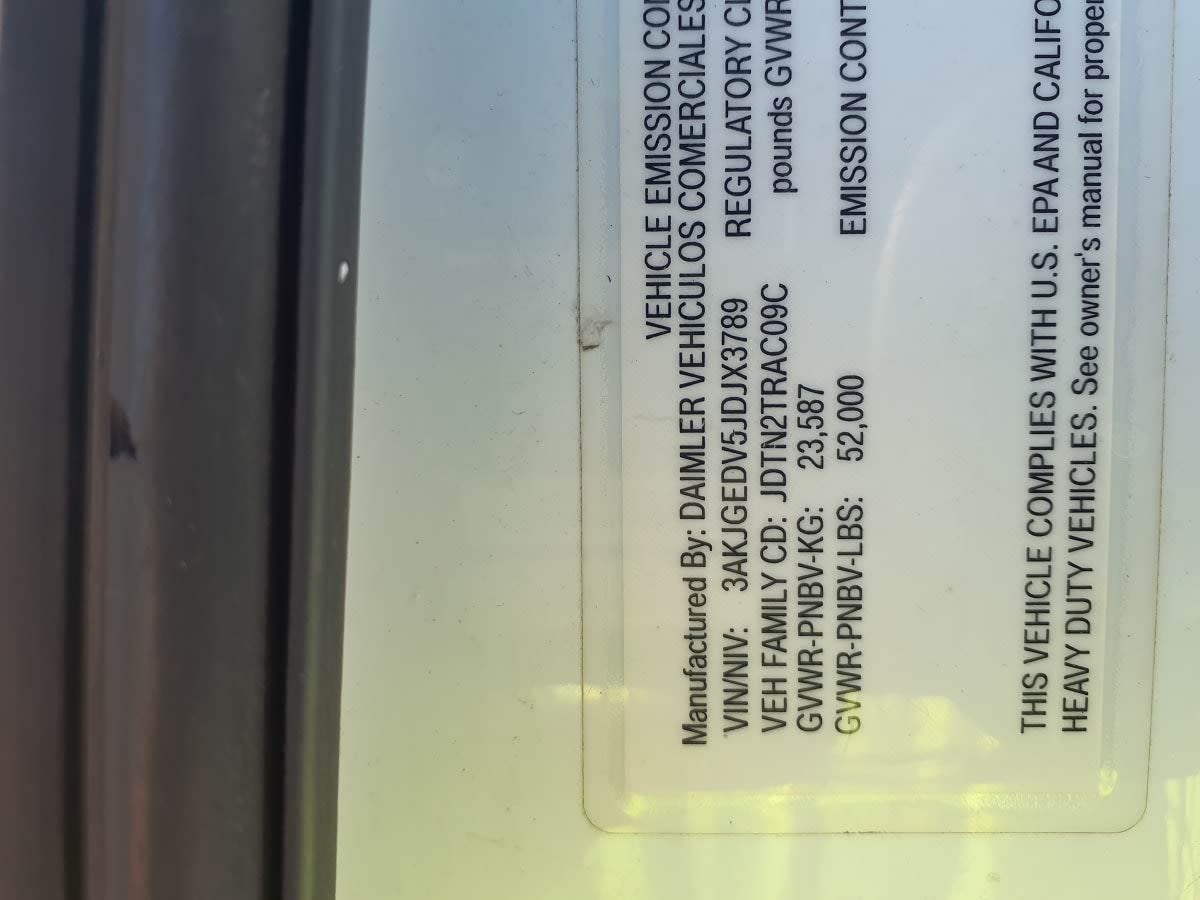 VEHICLE EMISSION CO
Manufactured By: DAIMLER VEHICULOS COMERCIALES
VIN/NIV: 3AKJGEDV5JDJX3789 REGULATORY CL
VEH FAMILY CD: JDTN2TRAC09C pounds GVWR
GVWR-PNBV-KG: 23,587
GVWR-PNBV-LBS: 52,000 EMISSION CONT
THIS VEHICLE COMPLIES WITH U.S. EPA AND CALIFO
HEAVY DUTY VEHICLES. See owner's manual for proper